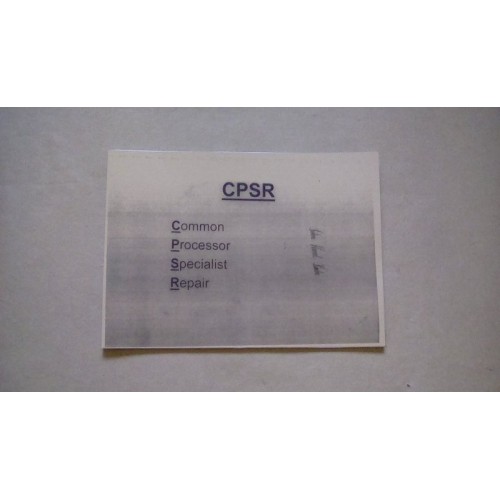 CPSR
Common
Processor
Specialist
Repair